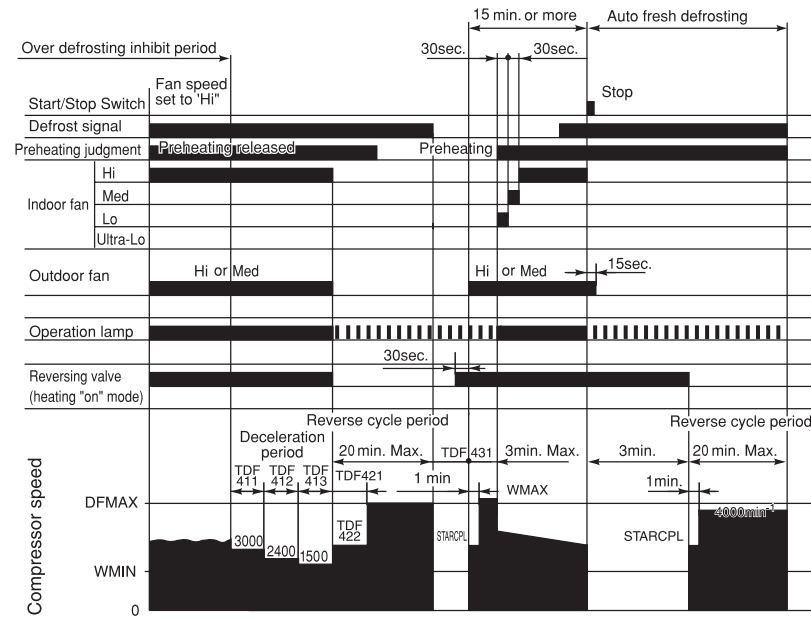 15 min. or more
Auto fresh defrosting
Over defrosting inhibit period
30sec.
30sec.
Fan speed
set to 'Hi"
Start/Stop Switch
Stop
Defrost signal
Preheating judgment
Preheating released
Preheating
Indoor fan
Hi
Med
Lo
Ultra-Lo
Outdoor fan
Hi or Med
Hi or Med
15sec.
Operation lamp
30sec.
Reversing valve
(heating "on" mode)
Reverse cycle period
Reverse cycle period
Deceleration
period
20 min. Max.
TDF 431
3min. Max.
3min.
20 min. Max.
TDF
411
TDF
412
TDF
413
TDF421
1 min
WMAX
1min.
Compressor speed
DFMAX
4000min-1
TDF
422
STARCPL
STARCPL
3000
2400
1500
WMIN
0